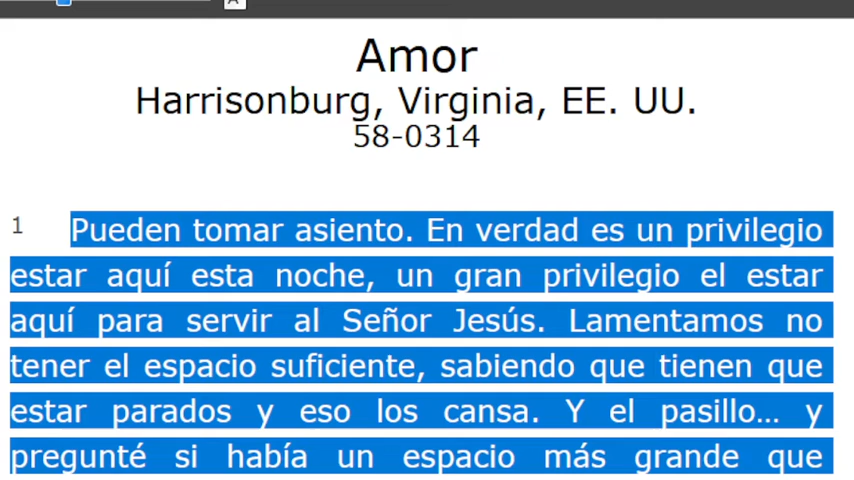 Amor
Harrisonburg, Virginia, EE. UU.
58-0314
1 Pueden tomar asiento. En verdad es un privilegio
estar aquí esta noche, un gran privilegio el estar
aquí para servir al Señor Jesús. Lamentamos no
tener el espacio suficiente, sabiendo que tienen que
estar parados y eso los cansa. Y el pasillo… y
pregunté si había un espacio más grande que